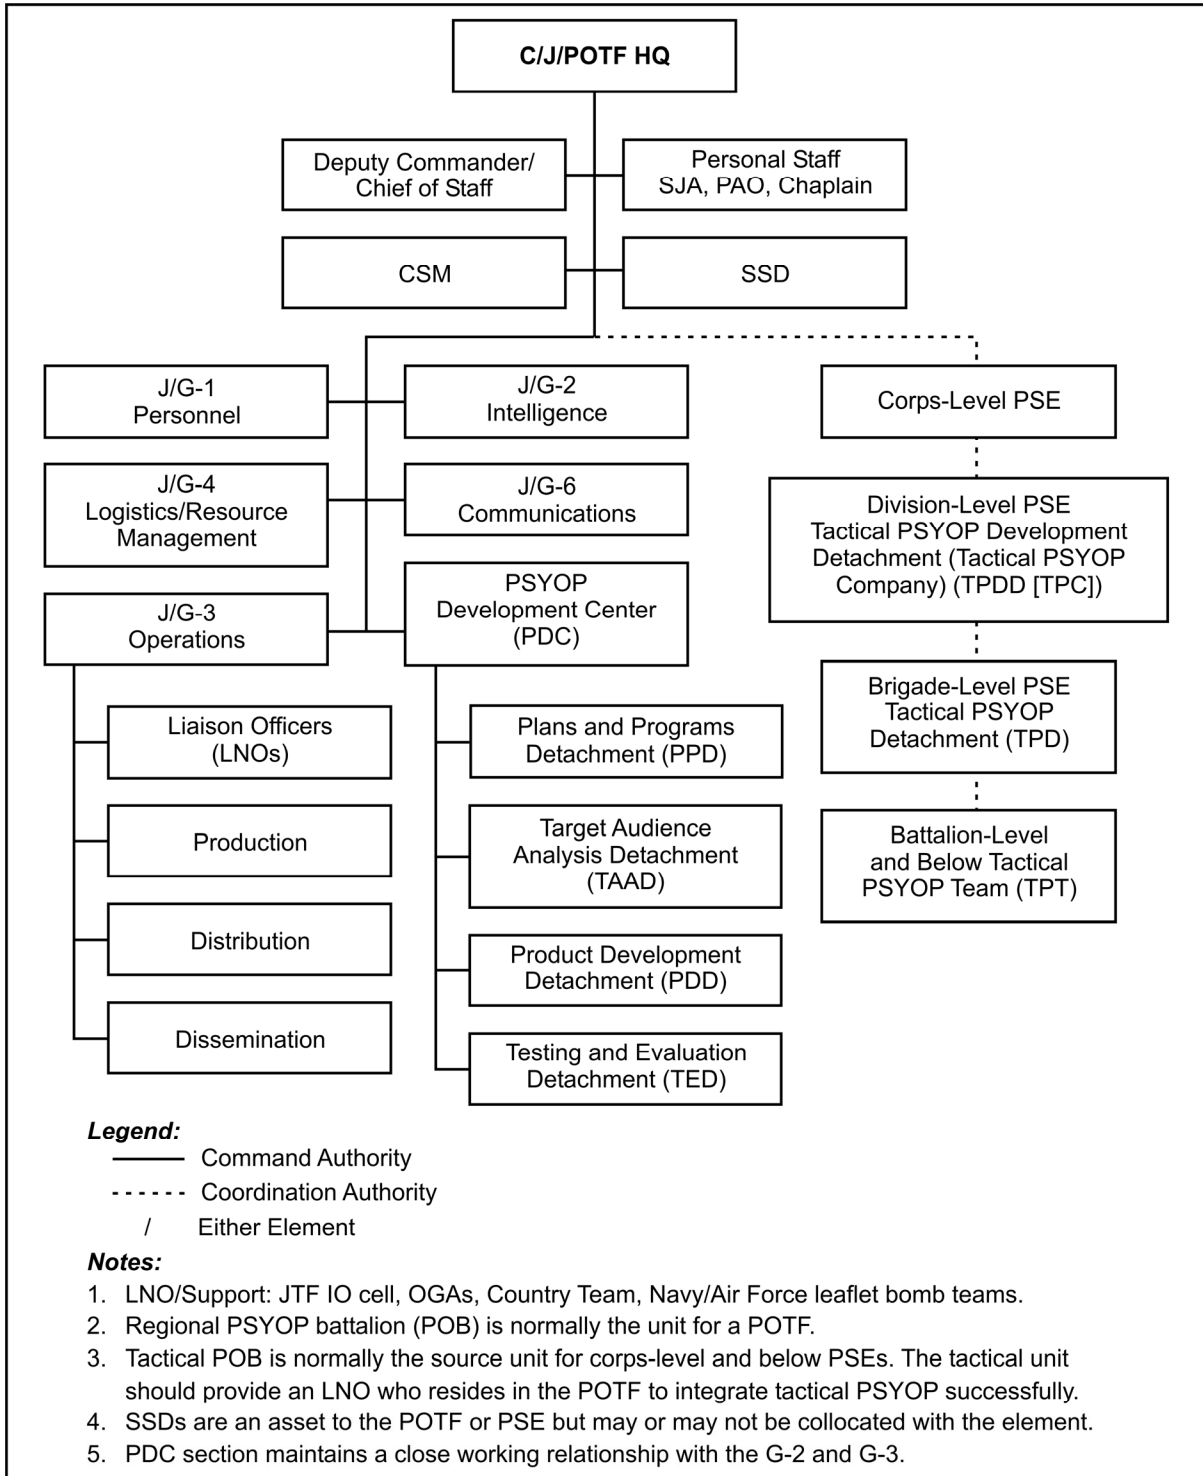 C/J/POTF HQ
Deputy Commander/
Chief of Staff
Personal Staff
SJA, PAO, Chaplain
CSM
SSD
J/G-1
Personnel
J/G-2
Intelligence
Corps-Level PSE
J/G-4
Logistics/Resource
Management
J/G-6
Communications
Division-Level PSE
Tactical PSYOP Development
Detachment (Tactical PSYOP
Company) (TPDD [TPC])
J/G-3
Operations
PSYOP
Development Center
(PDC)
Brigade-Level PSE
Tactical PSYOP
Detachment (TPD)
Liaison Officers
(LNOs)
Production
Distribution
Dissemination
Plans and Programs
Detachment (PPD)
Target Audience
Analysis Detachment
(TAAD)
Product Development
Detachment (PDD)
Testing and Evaluation
Detachment (TED)
Battalion-Level
and Below Tactical
PSYOP Team (TPT)
Legend:
Command Authority
Coordination Authority
/ Either Element
Notes:
1. LNO/Support: JTF IO cell, OGAs, Country Team, Navy/Air Force leaflet bomb teams.
2. Regional PSYOP battalion (POB) is normally the unit for a POTF.
3. Tactical POB is normally the source unit for corps-level and below PSEs. The tactical unit
should provide an LNO who resides in the POTF to integrate tactical PSYOP successfully.
4. SSDs are an asset to the POTF or PSE but may or may not be collocated with the element.
5. PDC section maintains a close working relationship with the G-2 and G-3.